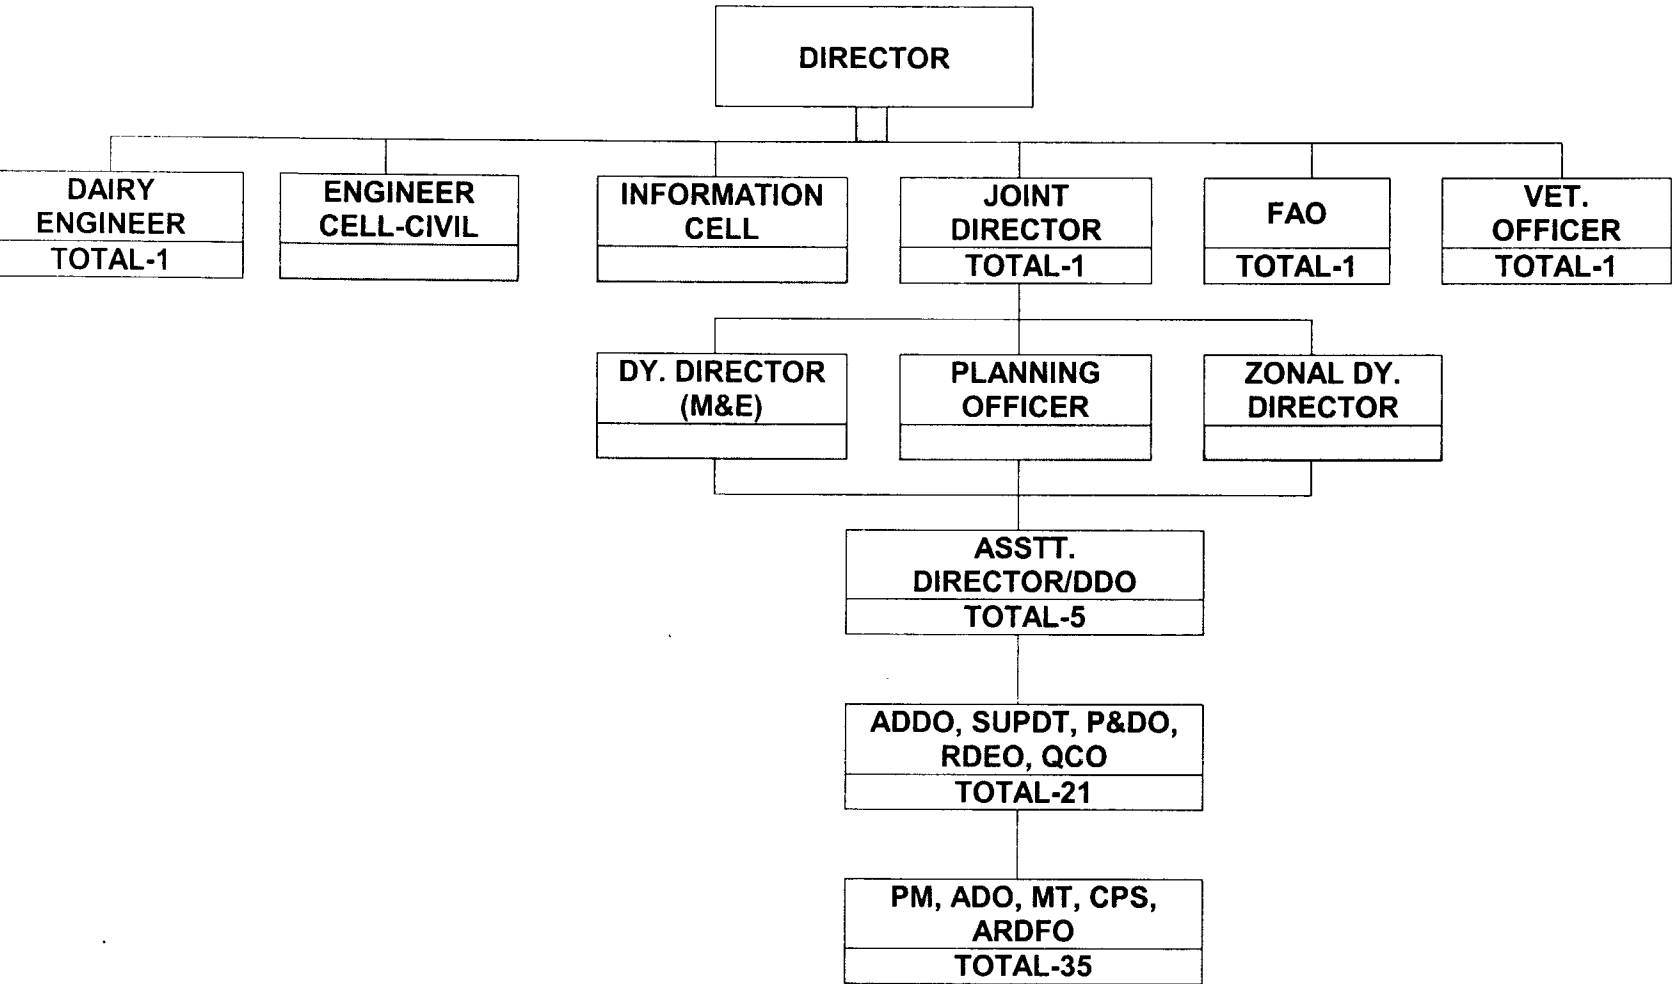 DIRECTOR
DAIRY
ENGINEER
TOTAL-1
ENGINEER
CELL-CIVIL
INFORMATION
CELL
JOINT
DIRECTOR
TOTAL-1
FAO
TOTAL-1
VET.
OFFICER
TOTAL-1
DY. DIRECTOR
(M&E)
PLANNING
OFFICER
ZONAL DY.
DIRECTOR
ASSTT.
DIRECTOR/DDO
TOTAL-5
ADDO, SUPDT, P&DO,
RDEO, QCO
TOTAL-21
PM, ADO, MT, CPS,
ARDFO
TOTAL-35